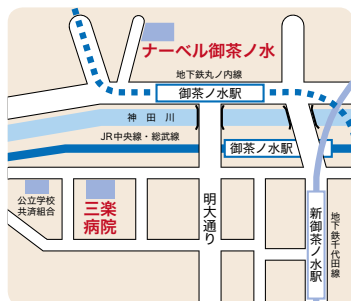 ナーベル御茶ノ水
地下鉄丸ノ内線
御茶ノ水駅
神田川
JR中央線・総武線
御茶ノ水駅
公立学校
共済組合
三楽
病院
明大通り
新御茶ノ水駅
地下鉄千代田線